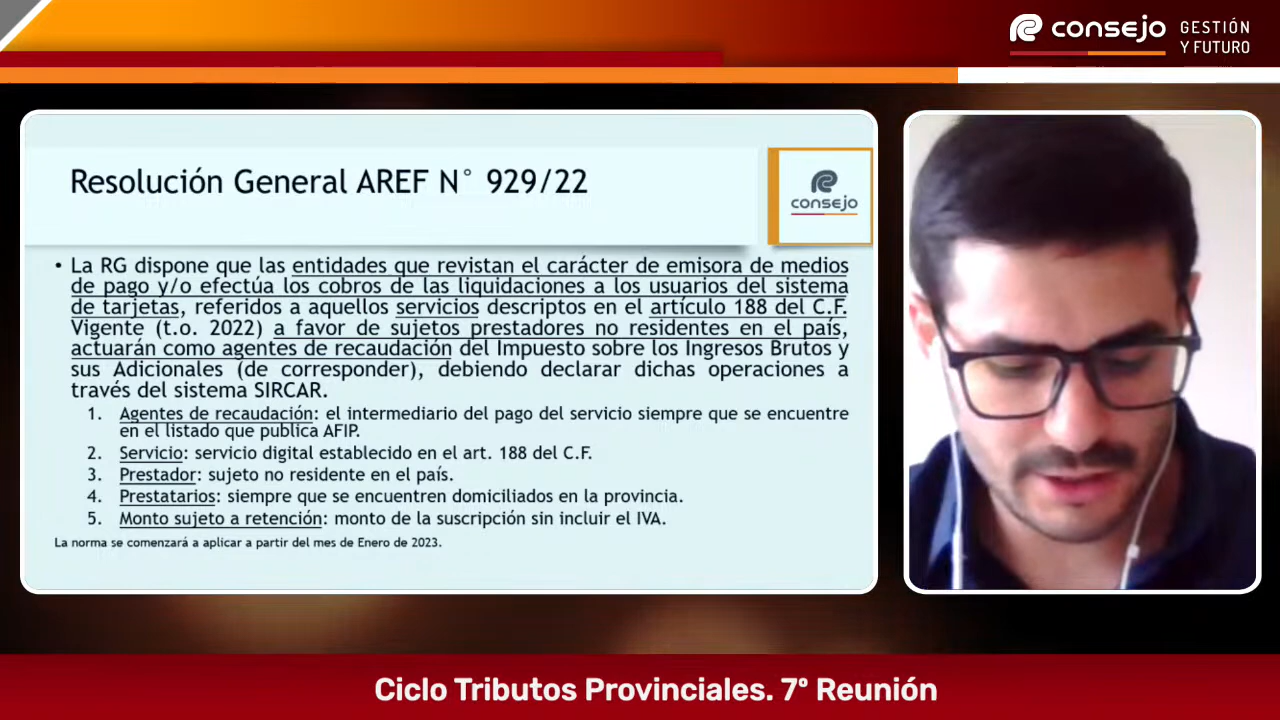 consejo
GESTIÓN
Y FUTURO
Resolución General AREF N° 929/22
consejo
• La RG dispone que las entidades que revistan el carácter de emisora de medios
de pago y/o efectúa los cobros de las liquidaciones a los usuarios del sistema
de tarjetas, referidos a aquellos servicios descriptos en el artículo 188 del C.F.
Vigente (t.o. 2022) a favor de sujetos prestadores no residentes en el país,
actuarán como agentes de recaudación del Impuesto sobre los Ingresos Brutos y
sus Adicionales (de corresponder), debiendo declarar dichas operaciones a
través del sistema SIRCAR.
1. Agentes de recaudación: el intermediario del pago del servicio siempre que se encuentre
en el listado que publica AFIP.
2. Servicio: servicio digital establecido en el art. 188 del C.F.
3. Prestador: sujeto no residente en el país.
4. Prestatarios: siempre que se encuentren domiciliados en la provincia.
5. Monto sujeto a retención: monto de la suscripción sin incluir el IVA.
La norma se comenzará a aplicar a partir del mes de Enero de 2023.
Ciclo Tributos Provinciales. 7º Reunión